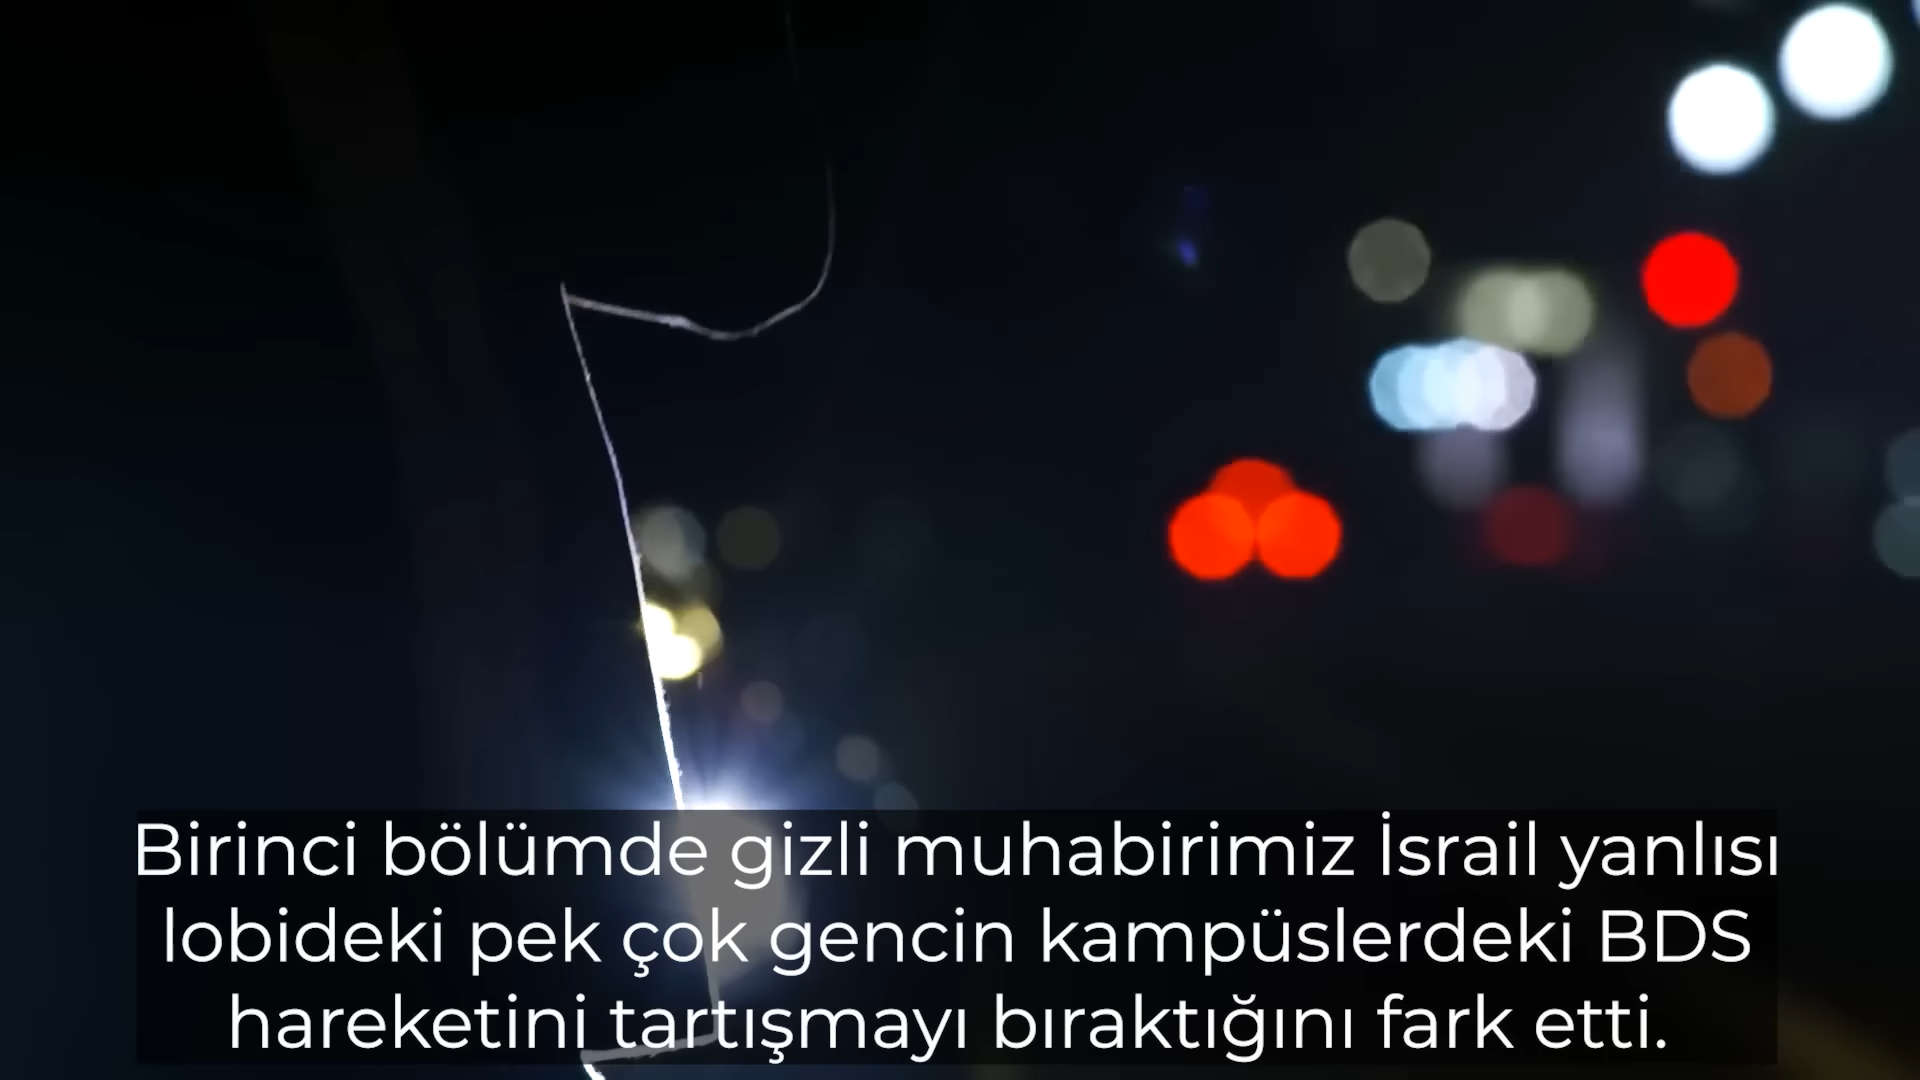 Birinci bölümde gizli muhabirimiz İsrail yanlısı
lobideki pek çok gencin kampüslerdeki BDS
hareketini tartışmayı bıraktığını fark etti.